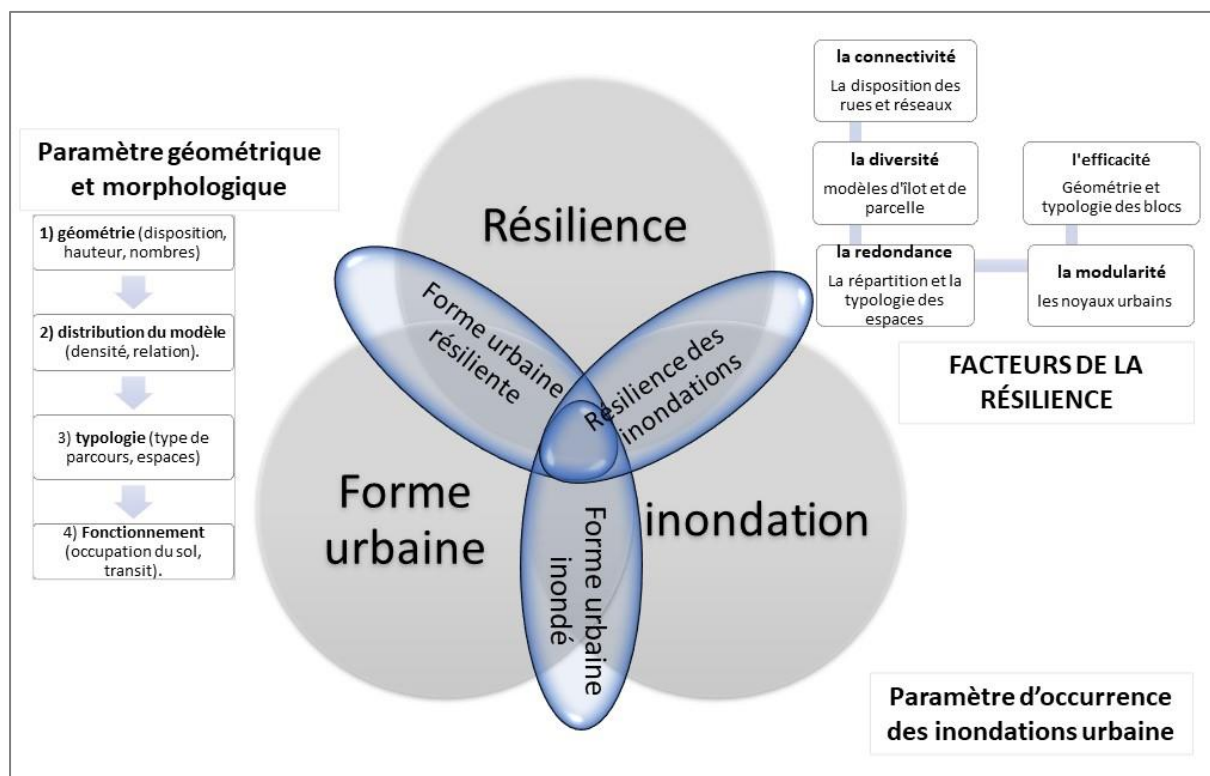 Paramètre géométrique
et morphologique
1) géométrie (disposition,
hauteur, nombres)
2) distribution du modèle
(densité, relation).
3) typologie (type de
parcours, espaces)
4) Fonctionnement
(occupation du sol,
transit).
Résilience
Forme urbaine
résiliente
Résilience des
inondations
Forme
urbaine
inondation
Forme urbaine
inondé
la connectivité
La disposition des
rues et réseaux
la diversité
modèles d'îlot et de
parcelle
la redondance
La répartition et la
typologie des
espaces
la modularité
les noyaux urbains
l'efficacité
Géométrie et
typologie des blocs
FACTEURS DE LA
RÉSILIENCE
Paramètre d’occurrence
des inondations urbaine